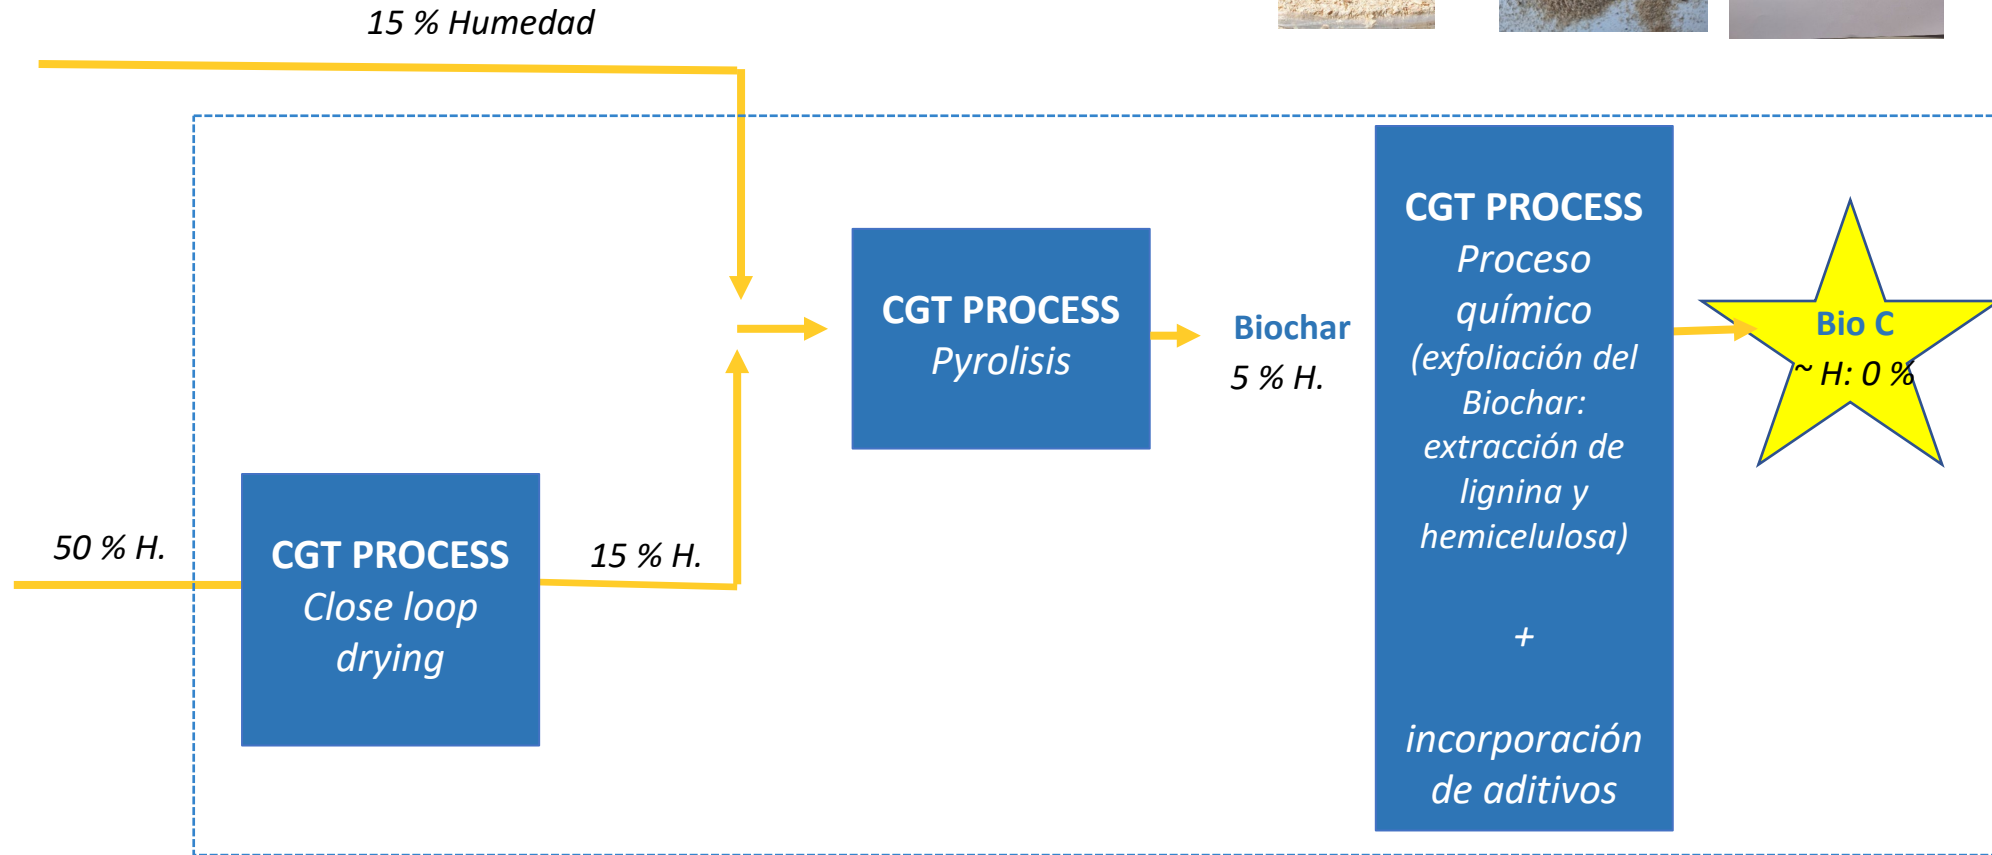 15 % Humedad
50 % H.
CGT PROCESS
Close loop
drying
15 % H.
CGT PROCESS
Pyrolisis
Biochar
5 % H.
CGT PROCESS
Proceso
químico
(exfoliación del
Biochar:
extracción de
lignina y
hemicelulosa)
+
incorporación
de aditivos
Bio C
~ H: 0 %